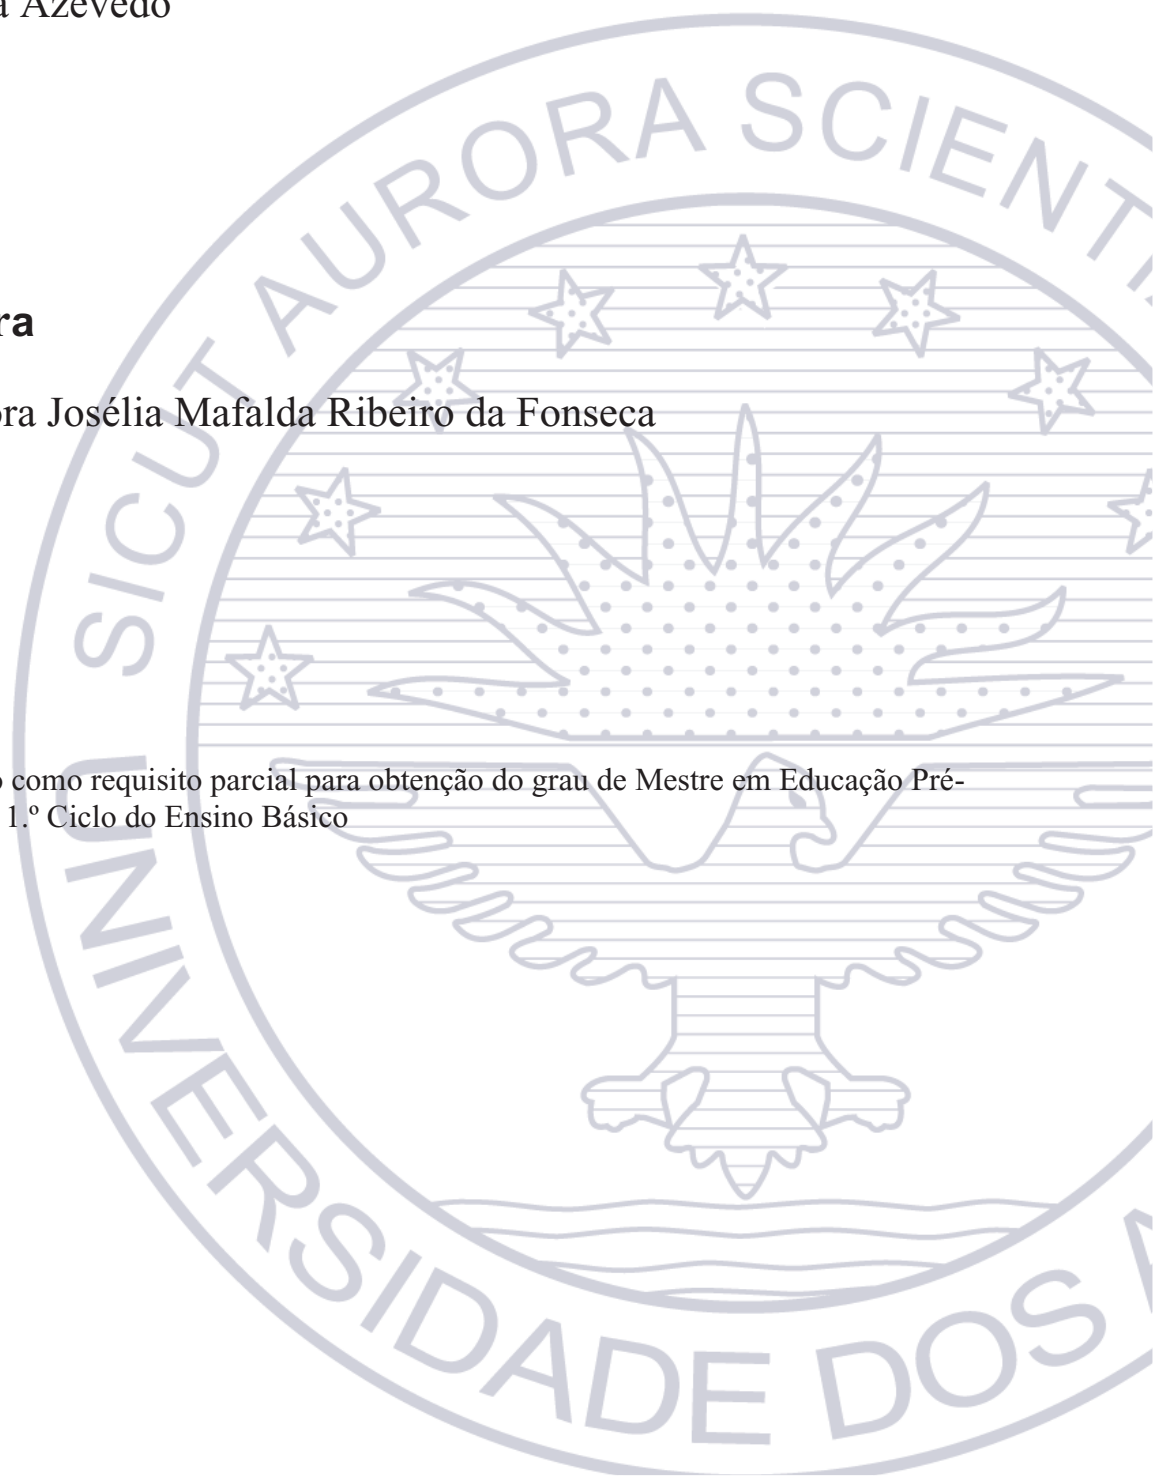 a Azevedo
ra
ora Josélia Mafalda Ribeiro da Fonseca
o como requisito parcial para obtenção do grau de Mestre em Educação Pré-
1.º Ciclo do Ensino Básico
SICUT AURORA SCIENTI
UNIVERSIDADE DOS A